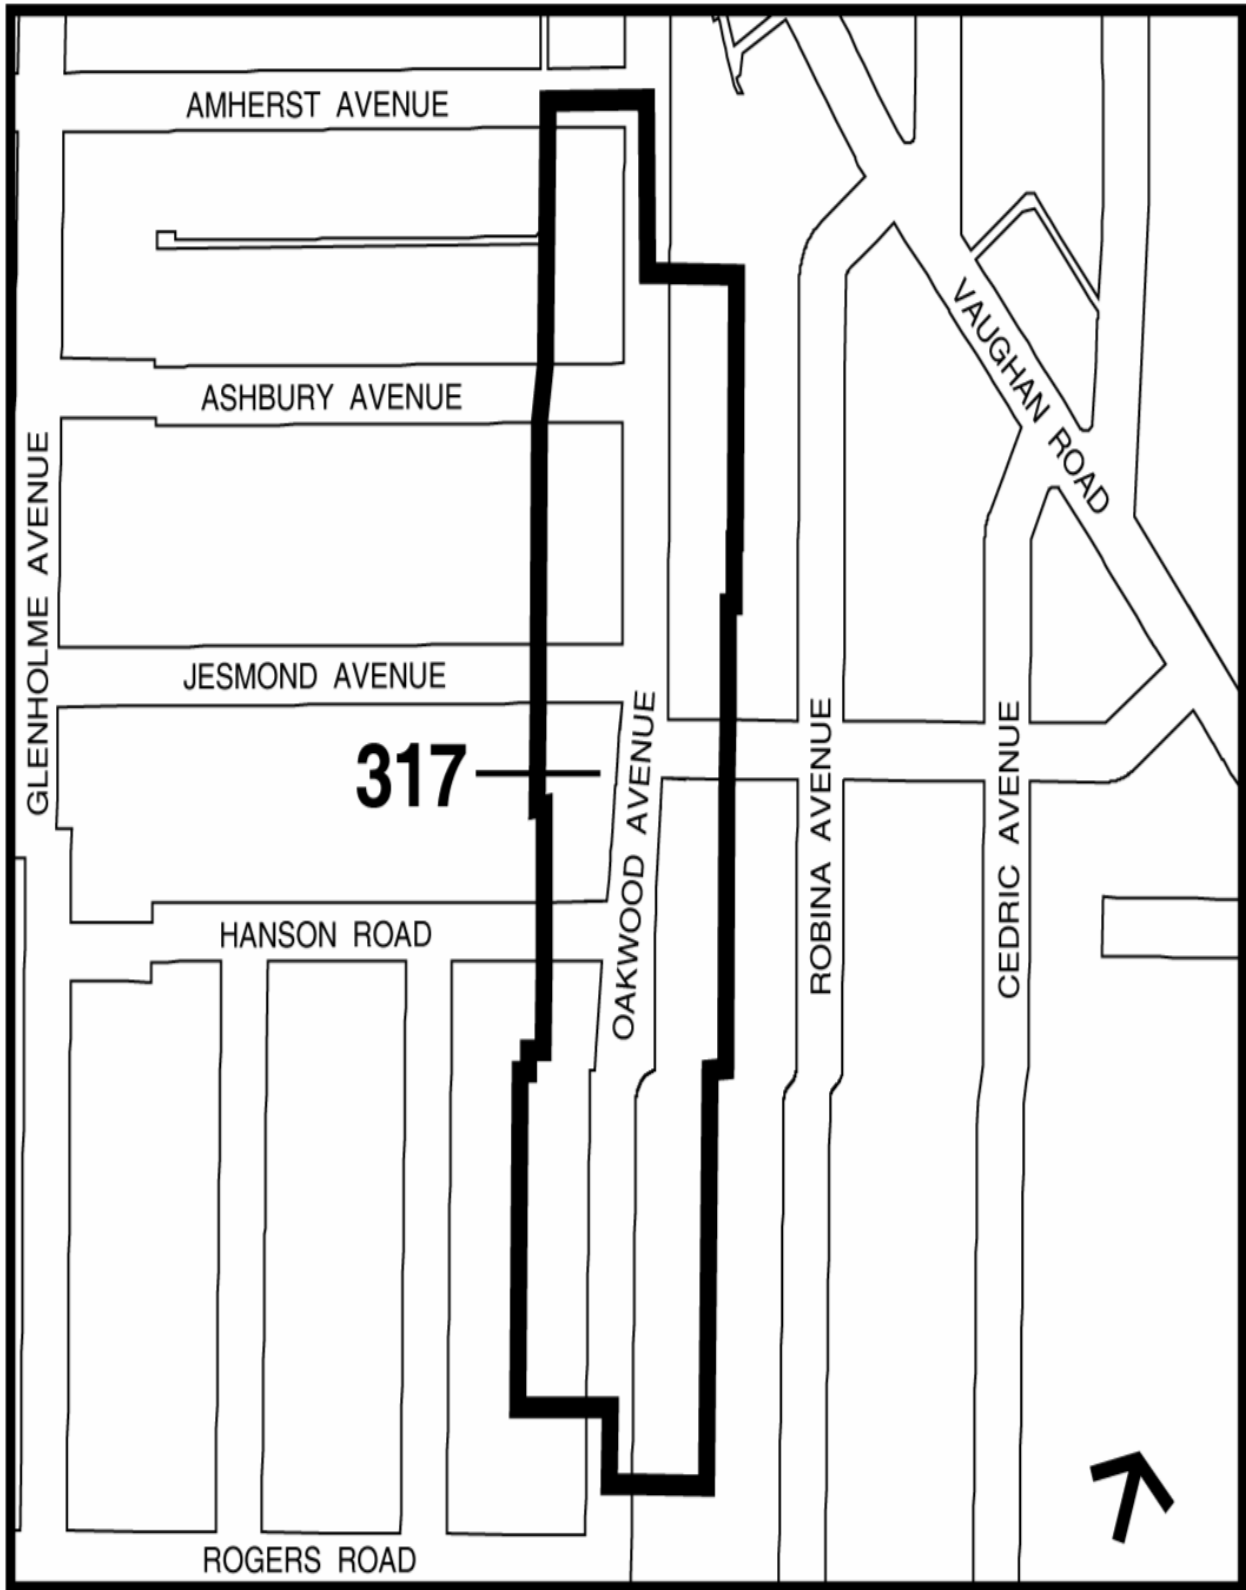 AMHERST AVENUE
ASHBURY AVENUE
VAUGHAN ROAD
GLENHOLME AVENUE
JESMOND AVENUE
317
OAKWOOD AVENUE
ROBINA AVENUE
CEDRIC AVENUE
HANSON ROAD
ROGERS ROAD